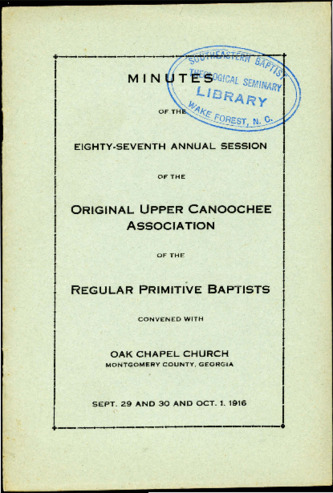 MINUTES
OF THE
EIGHTY-SEVENTH ANNUAL SESSION
OF THE
ORIGINAL UPPER CANOOCHEE
ASSOCIATION
OF THE
REGULAR PRIMITIVE BAPTISTS
CONVENED WITH
OAK CHAPEL CHURCH
MONTGOMERY COUNTY, GEORGIA
SEPT. 29 AND 30 AND OCT. 1, 1916
SOUTHEASTERN BAPTIST
THEOLOGICAL SEMINARY
LIBRARY
WAKE FOREST, N. C.